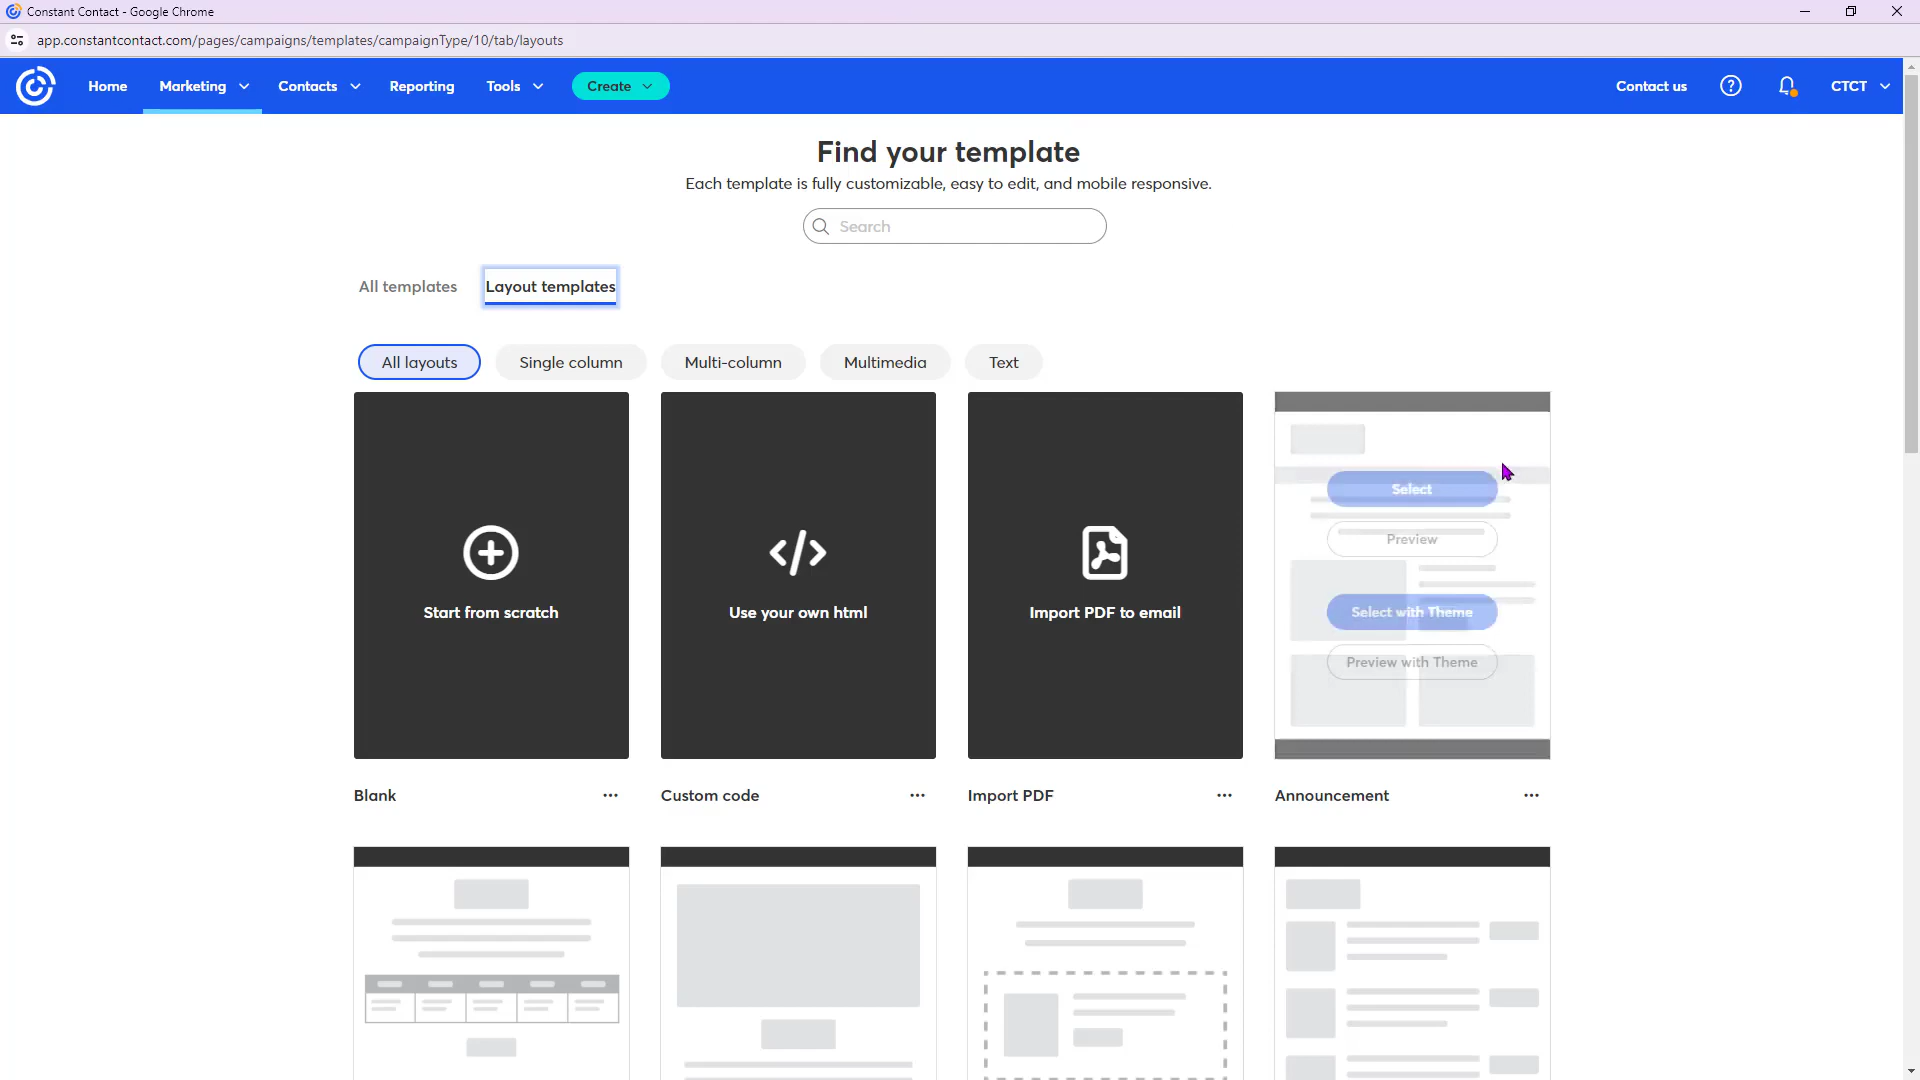 Constant Contact - Google Chrome
app.constantcontact.com/pages/campaigns/templates/campaignType/10/tab/layouts
Home Marketing Contacts Reporting Tools Create Contact us ? CTCT
Find your template
Each template is fully customizable, easy to edit, and mobile responsive.
Search
All templates Layout templates
All layouts Single column Multi-column Multimedia Text
Select
Preview
Start from scratch Use your own html Import PDF to email Select with Theme
Preview with Theme
Blank Custom code Import PDF Announcement